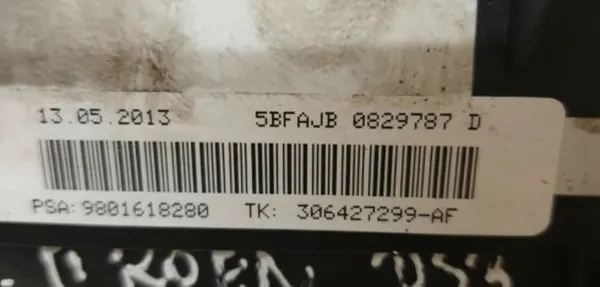 13.05.2013 5BFAJB 0829787 D
PSA:9801618280 TK: 306427299-AF